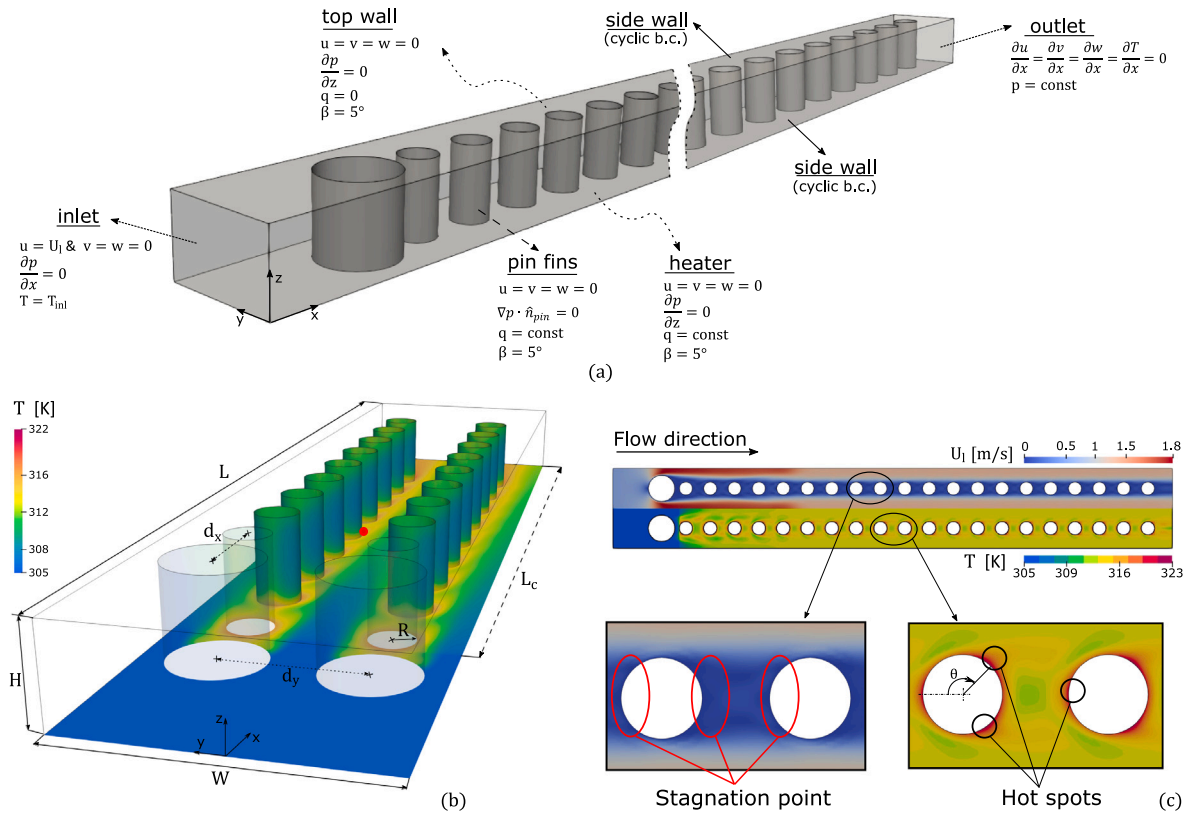 (a)
top wall
u = v = w = 0
∂p/∂z = 0
q = 0
β = 5°
side wall
(cyclic b.c.)
outlet
∂u/∂x = ∂v/∂x = ∂w/∂x = ∂T/∂x = 0
p = const
side wall
(cyclic b.c.)
inlet
u = U_l & v = w = 0
∂p/∂x = 0
T = T_inl
z
y
x
pin fins
u = v = w = 0
∇p · n̂_pin = 0
q = const
β = 5°
heater
u = v = w = 0
∂p/∂z = 0
q = const
β = 5°
(a)
T [K]
322
316
313
309
305
L
d_x
L_c
R
d_y
H
z
y
x
W
(b)
Flow direction
U_l [m/s]
0 0.5 1 1.5 1.8
T [K]
305 309 316 323
θ
Stagnation point
Hot spots
(c)